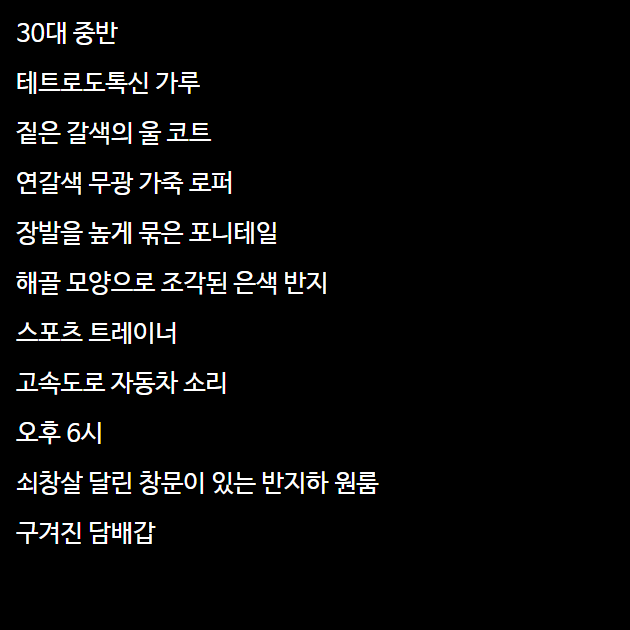 30대 중반
테트로도톡신 가루
짙은 갈색의 울 코트
연갈색 무광 가죽 로퍼
장발을 높게 묶은 포니테일
해골 모양으로 조각된 은색 반지
스포츠 트레이너
고속도로 자동차 소리
오후 6시
쇠창살 달린 창문이 있는 반지하 원룸
구겨진 담배갑